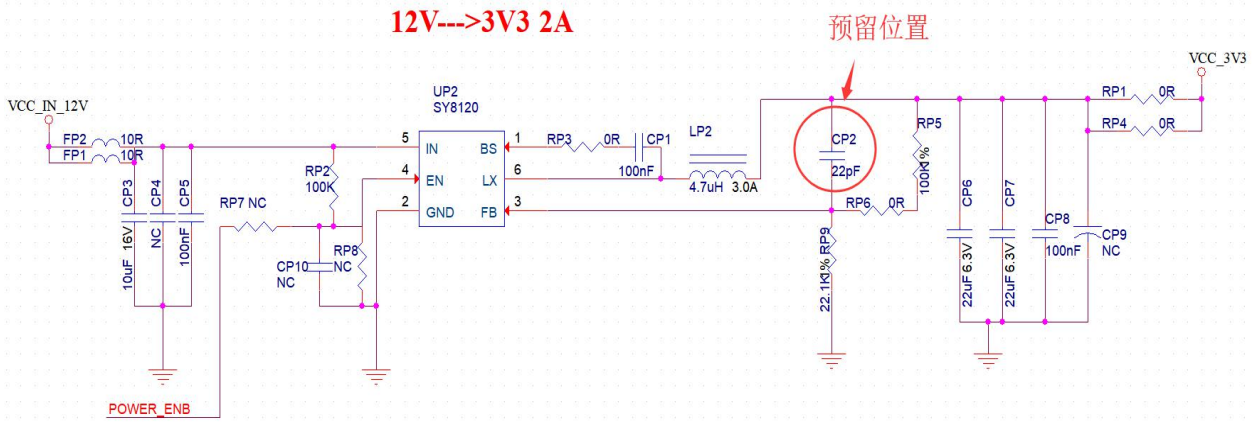 12V--->3V3 2A
预留位置
VCC_3V3
VCC_IN_12V
UP2
SY8120
RP1 0R
RP4 0R
FP2 10R
FP1 10R
5 IN BS 1
4 EN LX 6
2 GND FB 3
RP3 0R
CP1
100nF
LP2
4.7uH 3.0A
CP2
22pF
RP5
100K1%
RP6 0R
RP9
22.1K1%
RP2
100K
RP7 NC
RP8
NC
CP10
NC
CP3
10uF 16V
CP4
NC
CP5
100nF
CP6
22uF 6.3V
CP7
22uF 6.3V
CP8
100nF
CP9
NC
POWER_ENB